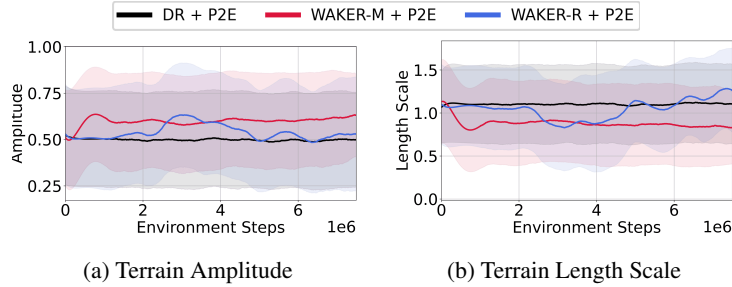 DR + P2E WAKER-M + P2E WAKER-R + P2E
1.00
0.75
0.50
0.25
Amplitude
0 2 4 6
Environment Steps 1e6
(a) Terrain Amplitude
1.5
1.0
0.5
0.0
Length Scale
0 2 4 6
Environment Steps 1e6
(b) Terrain Length Scale